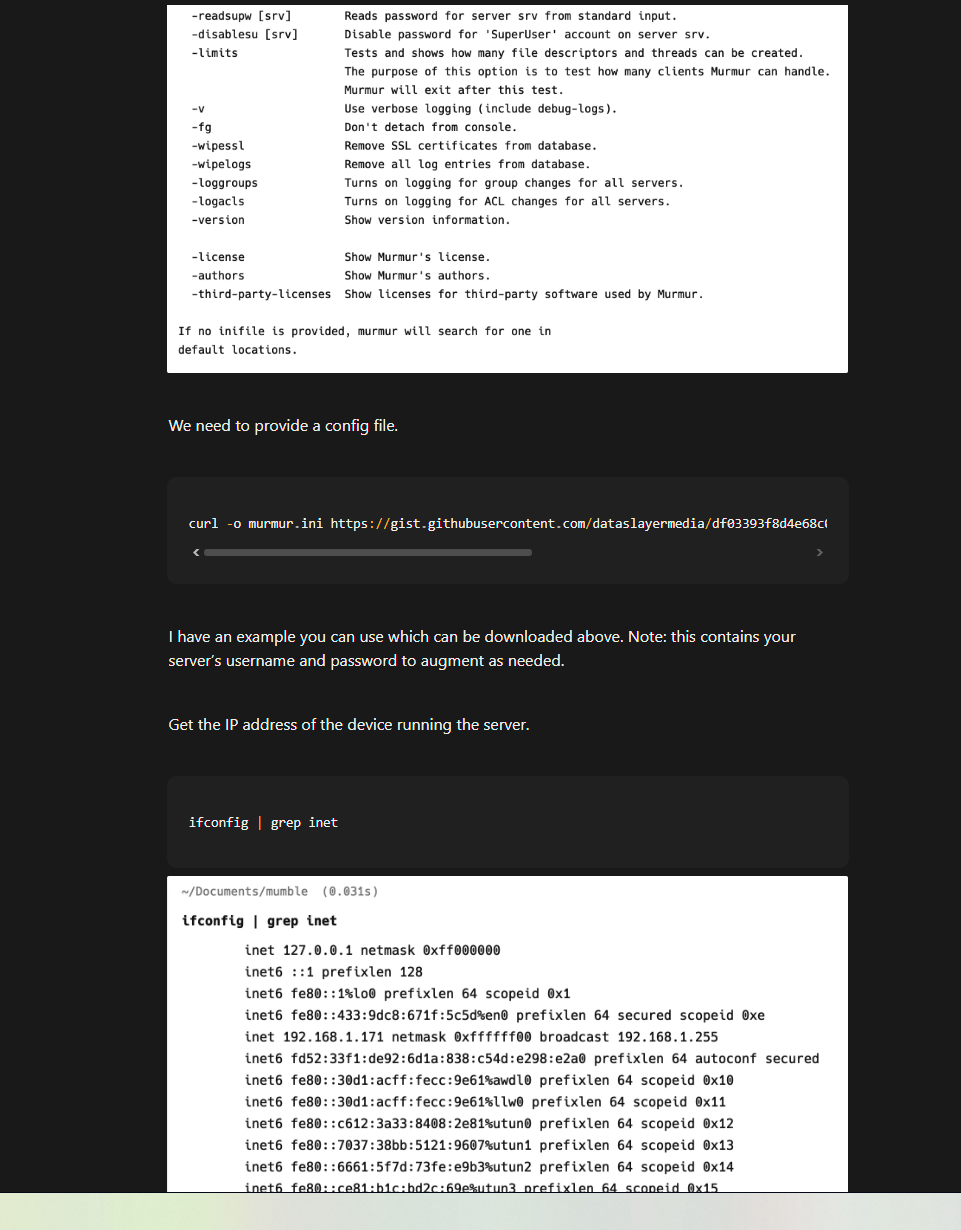 -readsupw [srv] Reads password for server srv from standard input.
-disablesu [srv] Disable password for 'SuperUser' account on server srv.
-limits Tests and shows how many file descriptors and threads can be created.
The purpose of this option is to test how many clients Murmur can handle.
Murmur will exit after this test.
-v Use verbose logging (include debug-logs).
-fg Don't detach from console.
-wipessl Remove SSL certificates from database.
-wipelogs Remove all log entries from database.
-loggroups Turns on logging for group changes for all servers.
-logacls Turns on logging for ACL changes for all servers.
-version Show version information.
-license Show Murmur's license.
-authors Show Murmur's authors.
-third-party-licenses Show licenses for third-party software used by Murmur.
If no inifile is provided, murmur will search for one in
default locations.
We need to provide a config file.
curl -o murmur.ini https://gist.githubusercontent.com/dataslayermedia/df03393f8d4e68c
I have an example you can use which can be downloaded above. Note: this contains your
server's username and password to augment as needed.
Get the IP address of the device running the server.
ifconfig | grep inet
~/Documents/mumble (0.031s)
ifconfig | grep inet
inet 127.0.0.1 netmask 0xff000000
inet6 ::1 prefixlen 128
inet6 fe80::1%lo0 prefixlen 64 scopeid 0x1
inet6 fe80::433:9dc8:671f:5c5d%en0 prefixlen 64 secured scopeid 0xe
inet 192.168.1.171 netmask 0xffffff00 broadcast 192.168.1.255
inet6 fd52:33f1:de92:6d1a:838:c54d:e298:e2a0 prefixlen 64 autoconf secured
inet6 fe80::30d1:acff:fecc:9e61%awdl0 prefixlen 64 scopeid 0x10
inet6 fe80::30d1:acff:fecc:9e61%llw0 prefixlen 64 scopeid 0x11
inet6 fe80::c612:3a33:8408:2e81%utun0 prefixlen 64 scopeid 0x12
inet6 fe80::7037:38bb:5121:9607%utun1 prefixlen 64 scopeid 0x13
inet6 fe80::6661:5f7d:73fe:e9b3%utun2 prefixlen 64 scopeid 0x14
inet6 fe80::ce81:b1c:bd2c:69e%utun3 prefixlen 64 scopeid 0x15